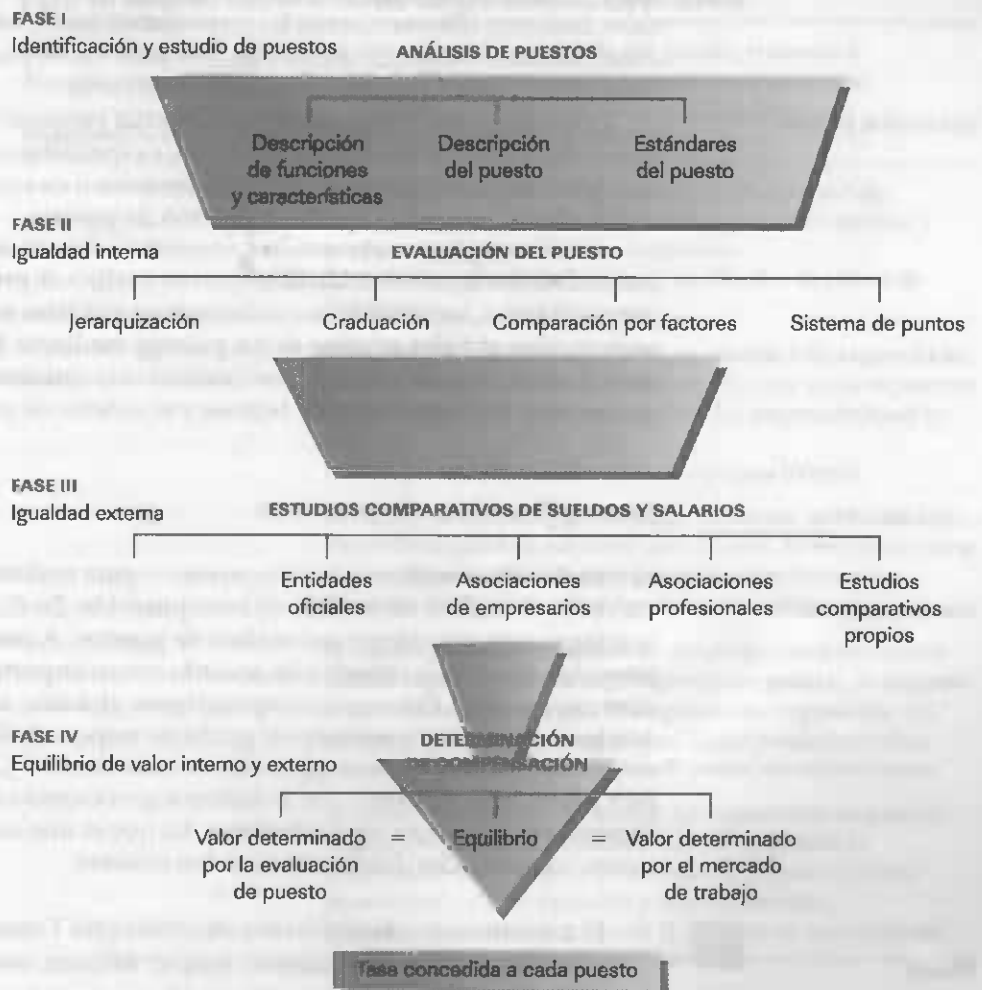 FASE I
Identificación y estudio de puestos
ANÁLISIS DE PUESTOS
Descripción
de funciones
y características
Descripción
del puesto
Estándares
del puesto
FASE II
Igualdad interna
EVALUACIÓN DEL PUESTO
Jerarquización
Graduación
Comparación por factores
Sistema de puntos
FASE III
Igualdad externa
ESTUDIOS COMPARATIVOS DE SUELDOS Y SALARIOS
Entidades
oficiales
Asociaciones
de empresarios
Asociaciones
profesionales
Estudios
comparativos
propios
FASE IV
Equilibrio de valor interno y externo
DETERMINACIÓN
DE COMPENSACIÓN
Valor determinado
por la evaluación
de puesto
=
Equilibrio
=
Valor determinado
por el mercado
de trabajo
Tasa concedida a cada puesto